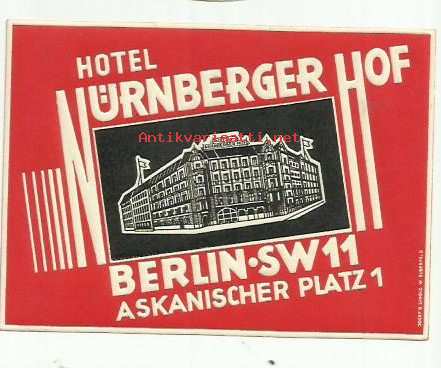 HOTEL
NÜRNBERGER HOF
Antikvariaatti.net
BERLIN·SW11
ASKANISCHER PLATZ 1